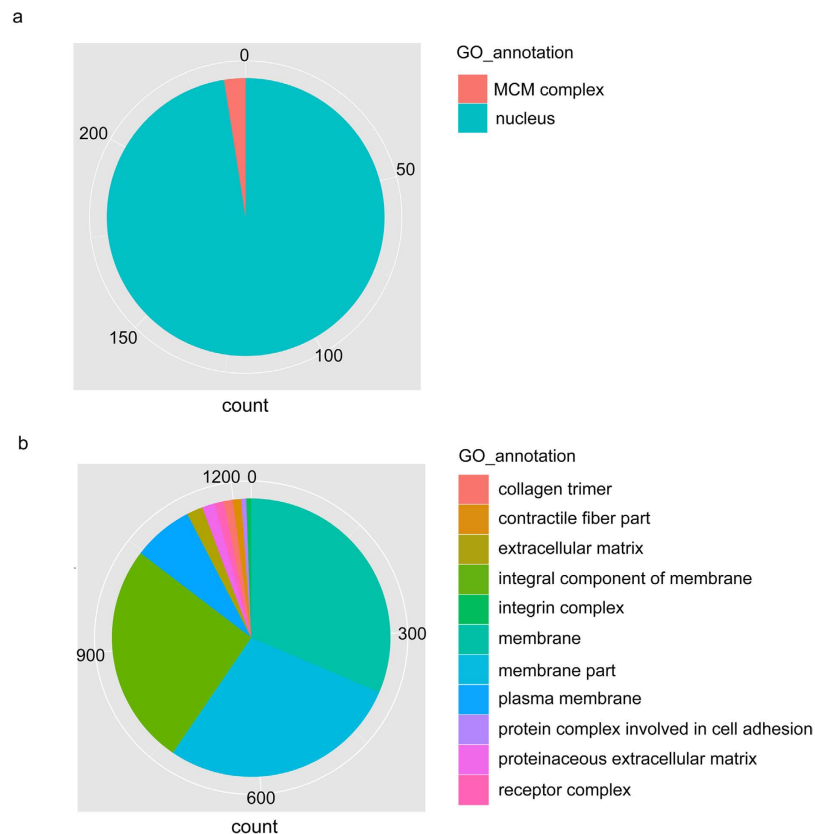 a
0
50
100
150
200
count
GO_annotation
MCM complex
nucleus
b
1200 0
300
600
900
count
GO_annotation
collagen trimer
contractile fiber part
extracellular matrix
integral component of membrane
integrin complex
membrane
membrane part
plasma membrane
protein complex involved in cell adhesion
proteinaceous extracellular matrix
receptor complex